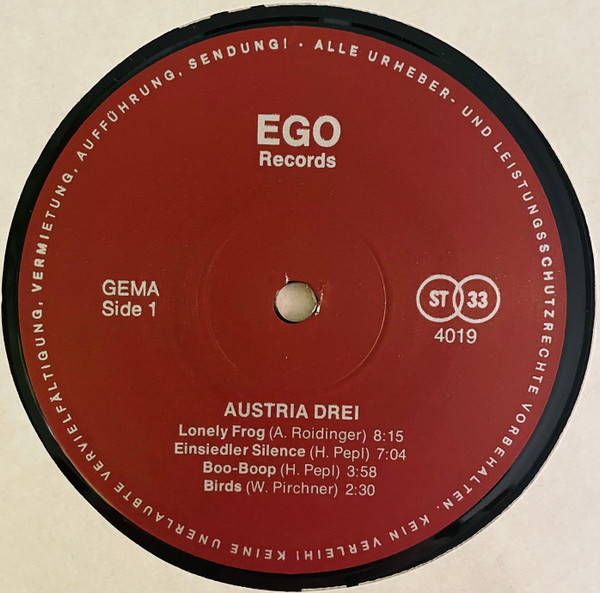 ALLE URHEBER- UND LEISTUNGSSCHUTZRECHTE VORBEHALTEN. KEIN VERLEIH! KEINE UNERLAUBTE VERVIELFÄLTIGUNG, VERMIETUNG, AUFFÜHRUNG, SENDUNG! •
EGO
Records
GEMA
Side 1
ST 33
4019
AUSTRIA DREI
Lonely Frog (A. Roidinger) 8:15
Einsiedler Silence (H. Pepl) 7:04
Boo-Boop (H. Pepl) 3:58
Birds (W. Pirchner) 2:30